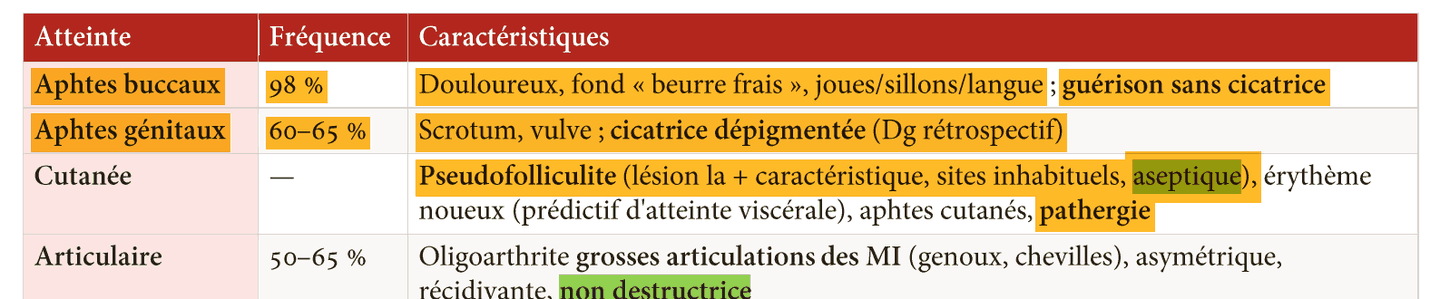 Atteinte Fréquence Caractéristiques
Aphtes buccaux 98 % Douloureux, fond « beurre frais », joues/sillons/langue ; guérison sans cicatrice
Aphtes génitaux 60–65 % Scrotum, vulve ; cicatrice dépigmentée (Dg rétrospectif)
Cutanée — Pseudofolliculite (lésion la + caractéristique, sites inhabituels, aseptique), érythème
noueux (prédictif d'atteinte viscérale), aphtes cutanés, pathergie
Articulaire 50–65 % Oligoarthrite grosses articulations des MI (genoux, chevilles), asymétrique,
récidivante, non destructrice